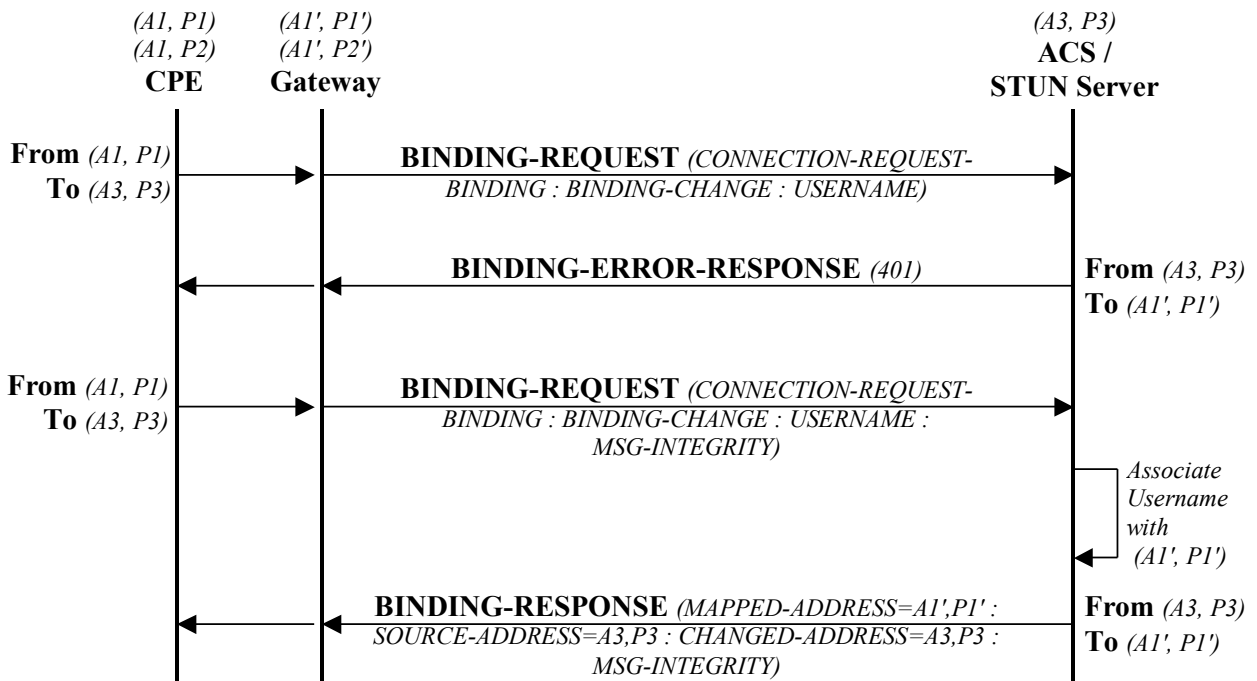 (A1, P1)
(A1, P2)
CPE
(A1', P1')
(A1', P2')
Gateway
(A3, P3)
ACS /
STUN Server
From (A1, P1)
To (A3, P3)
BINDING-REQUEST (CONNECTION-REQUEST-
BINDING : BINDING-CHANGE : USERNAME)
BINDING-ERROR-RESPONSE (401)
From (A3, P3)
To (A1', P1')
From (A1, P1)
To (A3, P3)
BINDING-REQUEST (CONNECTION-REQUEST-
BINDING : BINDING-CHANGE : USERNAME :
MSG-INTEGRITY)
Associate
Username
with
(A1', P1')
BINDING-RESPONSE (MAPPED-ADDRESS=A1',P1' :
SOURCE-ADDRESS=A3,P3 : CHANGED-ADDRESS=A3,P3 :
MSG-INTEGRITY)
From (A3, P3)
To (A1', P1')